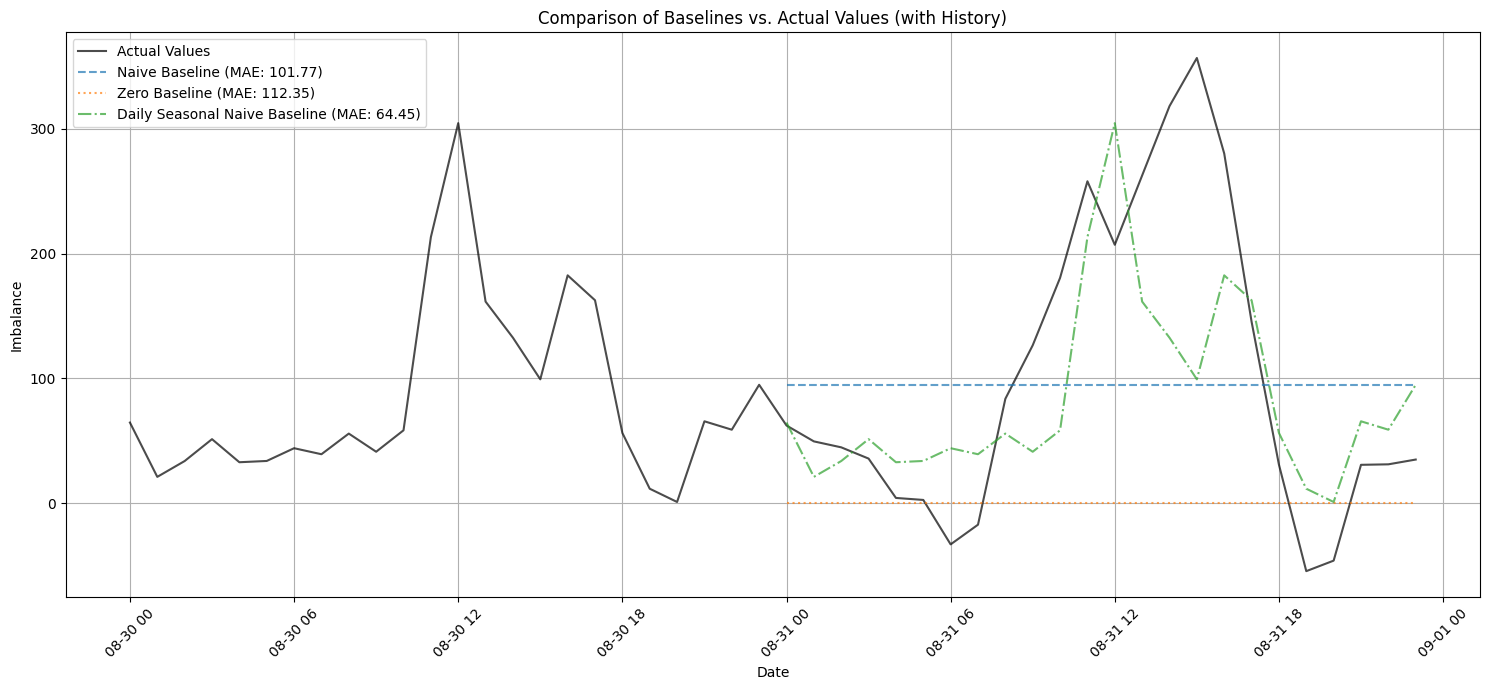 Comparison of Baselines vs. Actual Values (with History)
Actual Values
Naive Baseline (MAE: 101.77)
Zero Baseline (MAE: 112.35)
Daily Seasonal Naive Baseline (MAE: 64.45)
300
200
100
0
Imbalance
08-30 00
08-30 06
08-30 12
08-30 18
08-31 00
08-31 06
08-31 12
08-31 18
09-01 00
Date